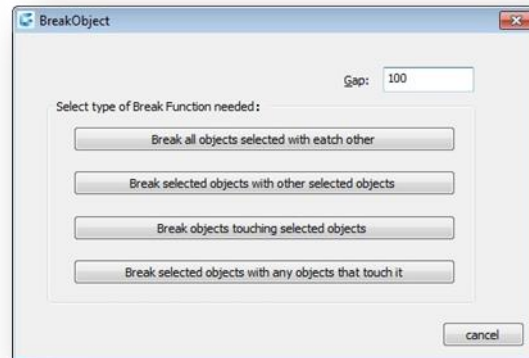 BreakObject
Gap: 100
Select type of Break Function needed:
Break all objects selected with eatch other
Break selected objects with other selected objects
Break objects touching selected objects
Break selected objects with any objects that touch it
cancel